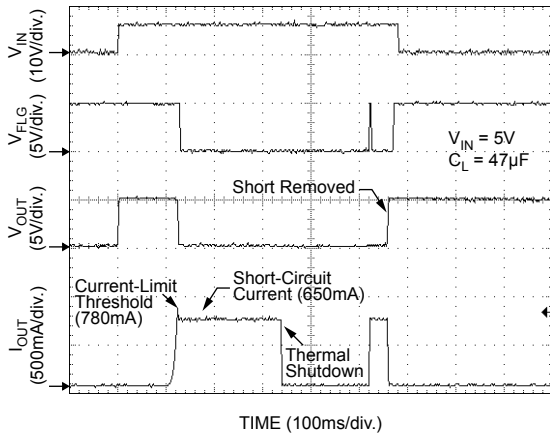 V_IN
(10V/div.)
V_FLG
(5V/div.)
V_IN = 5V
C_L = 47µF
V_OUT
(5V/div.)
Short Removed
I_OUT
(500mA/div.)
Current-Limit
Threshold
(780mA)
Short-Circuit
Current (650mA)
Thermal
Shutdown
TIME (100ms/div.)